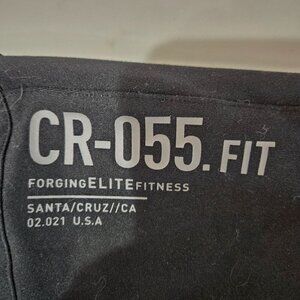 CR-055.FIT
FORGINGELITEFITNESS
SANTA/CRUZ//CA
02.021 U.S.A